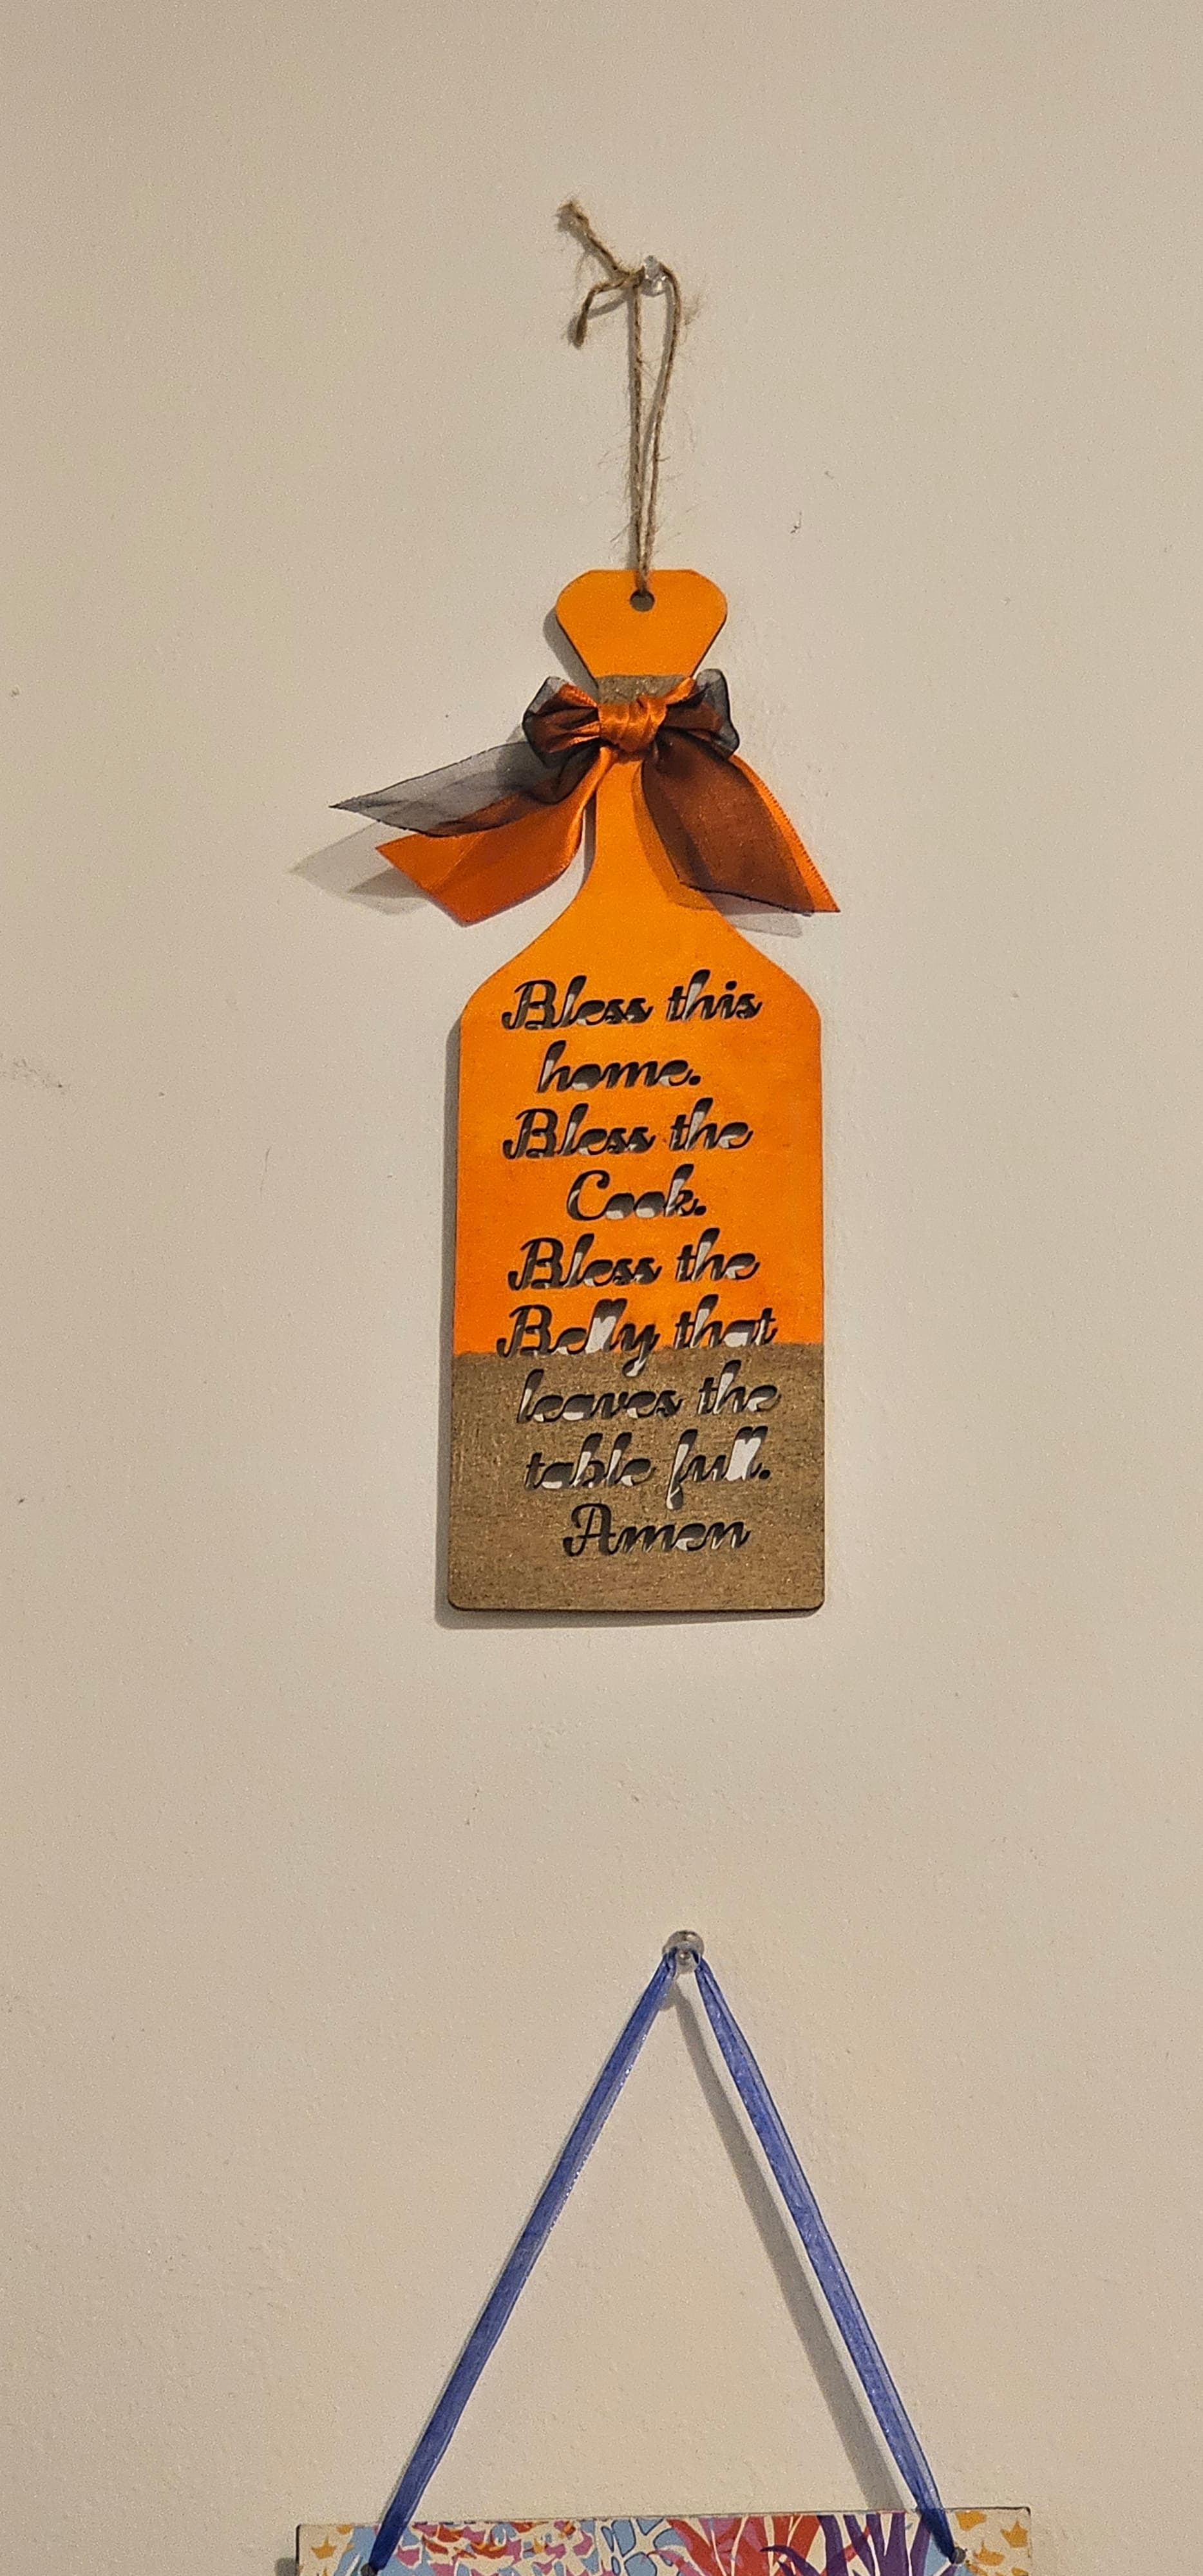 Bless this
home.
Bless the
Cook.
Bless the
Belly that
leaves the
table full.
Amen